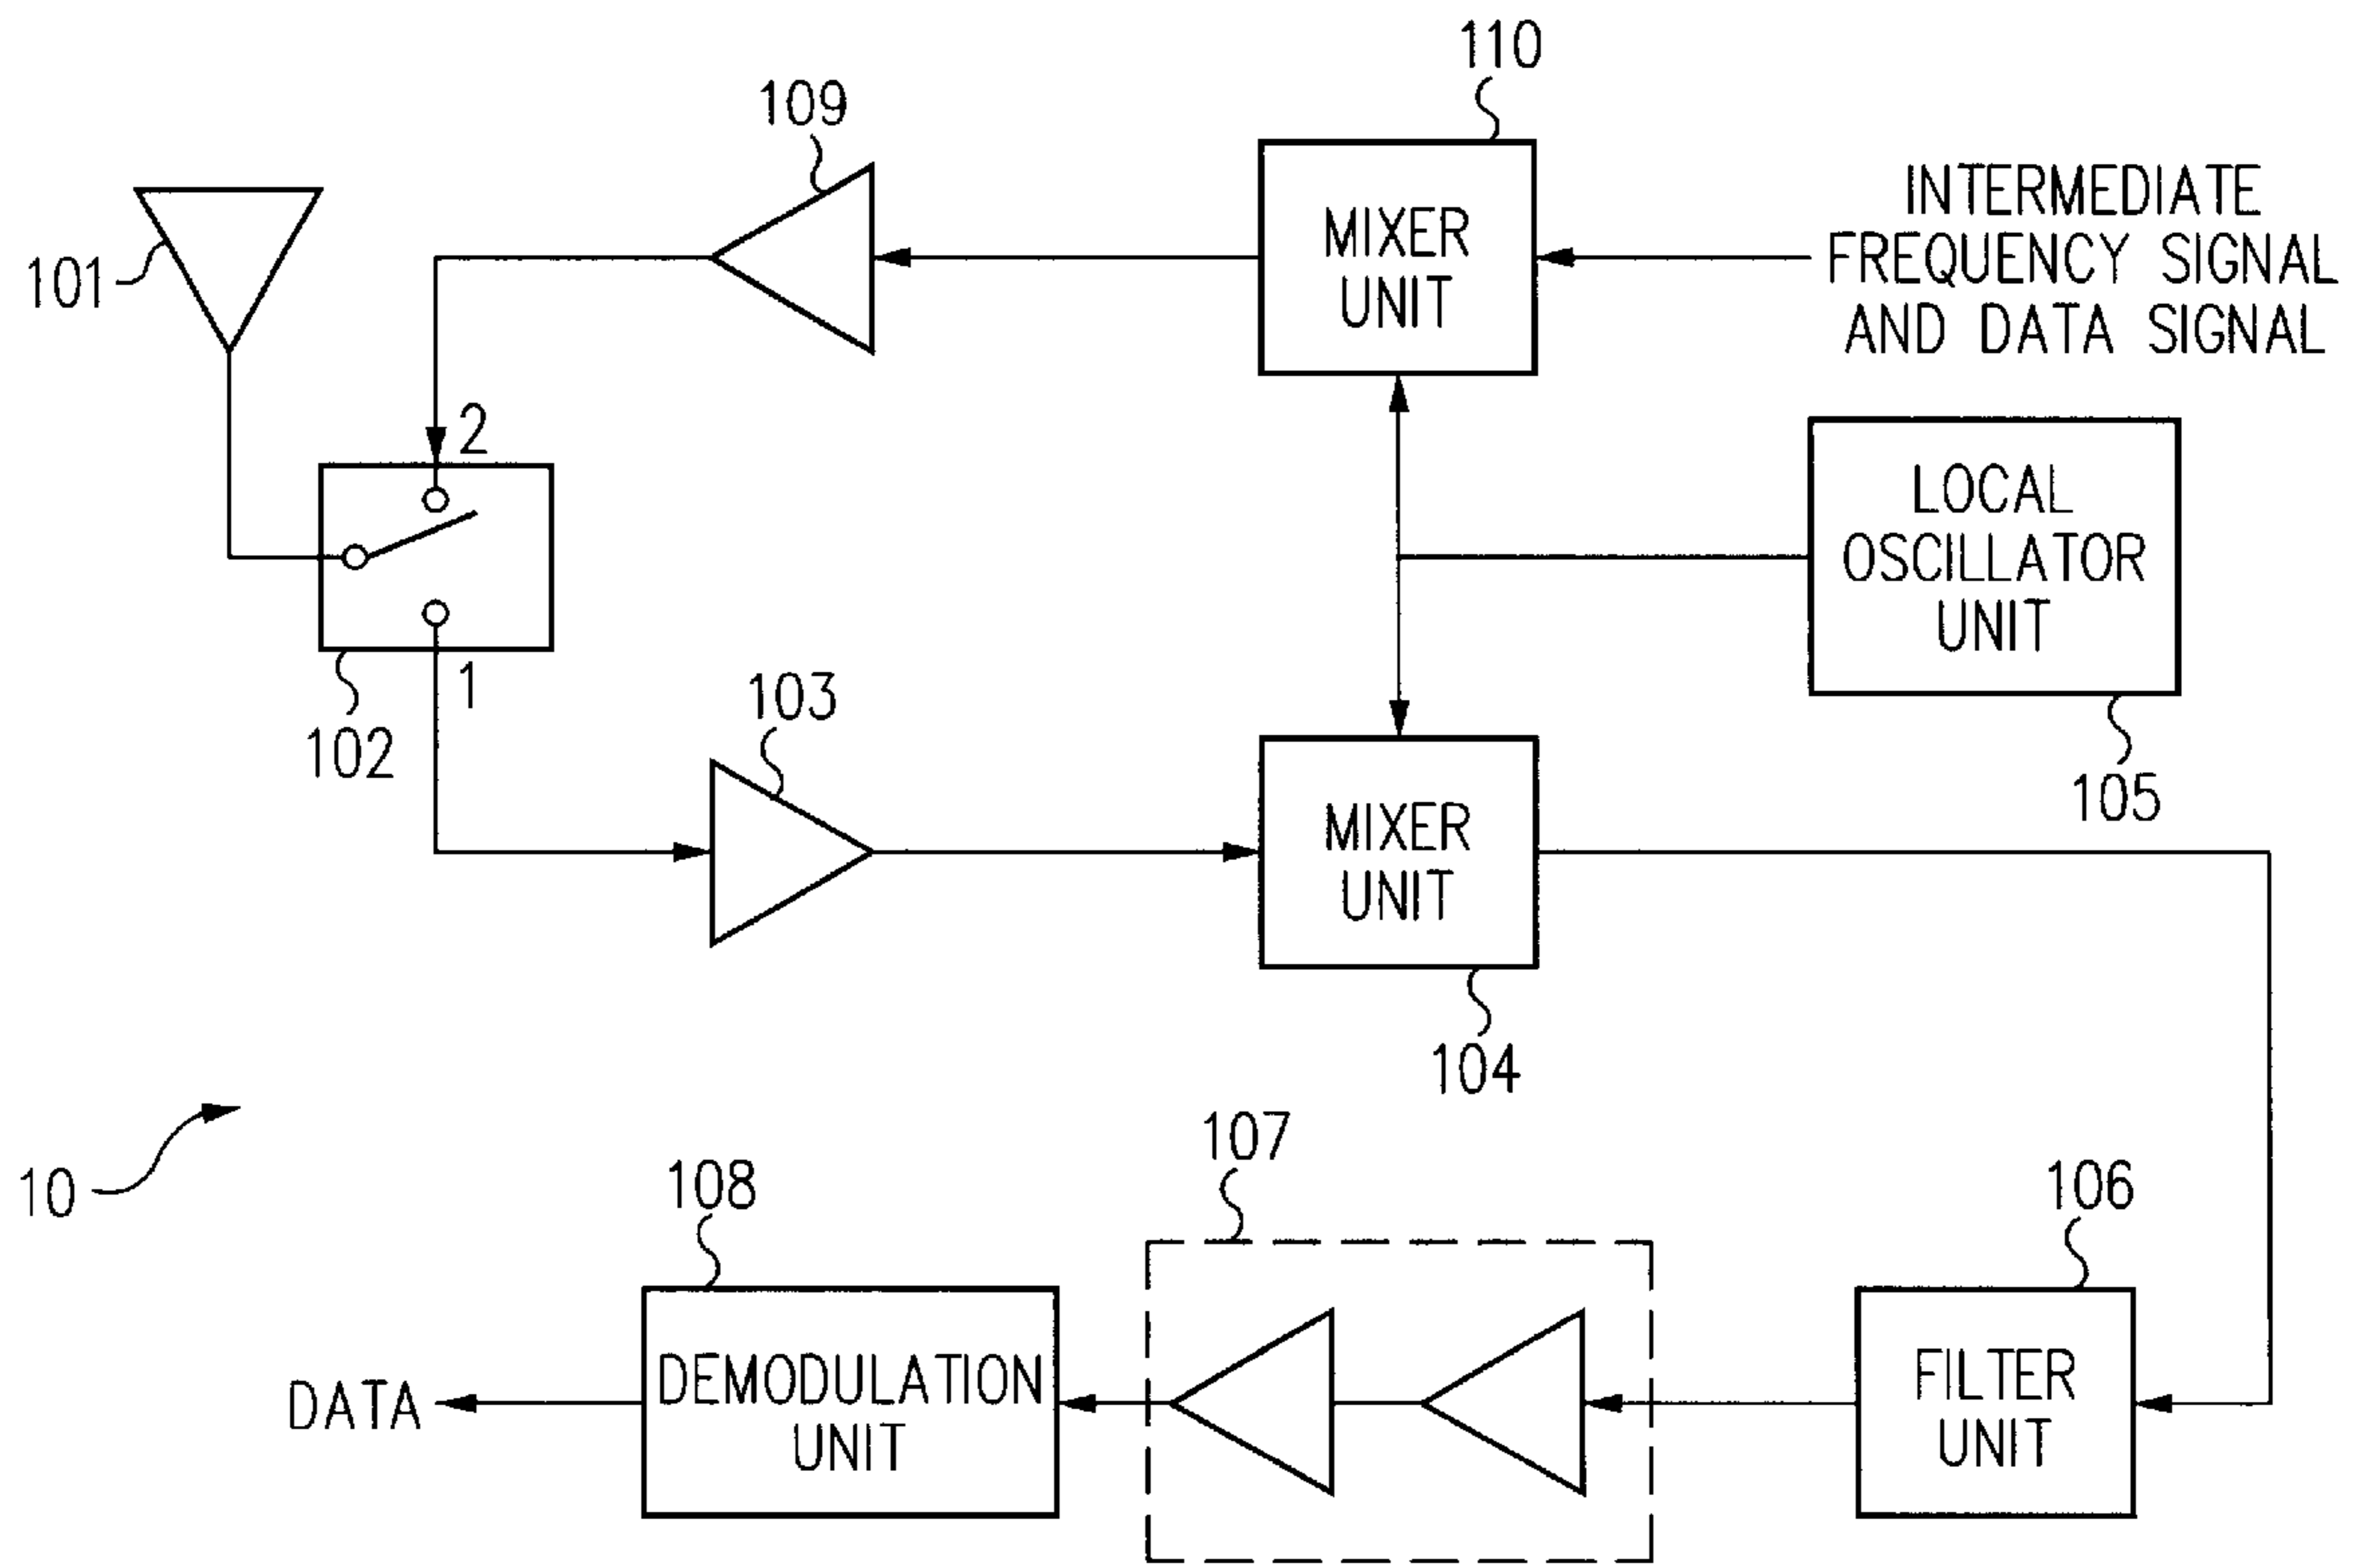 110
109
MIXER
UNIT
INTERMEDIATE
FREQUENCY SIGNAL
AND DATA SIGNAL
101
2
LOCAL
OSCILLATOR
UNIT
1
102
103
105
MIXER
UNIT
104
10
107
108
106
DATA
DEMODULATION
UNIT
FILTER
UNIT